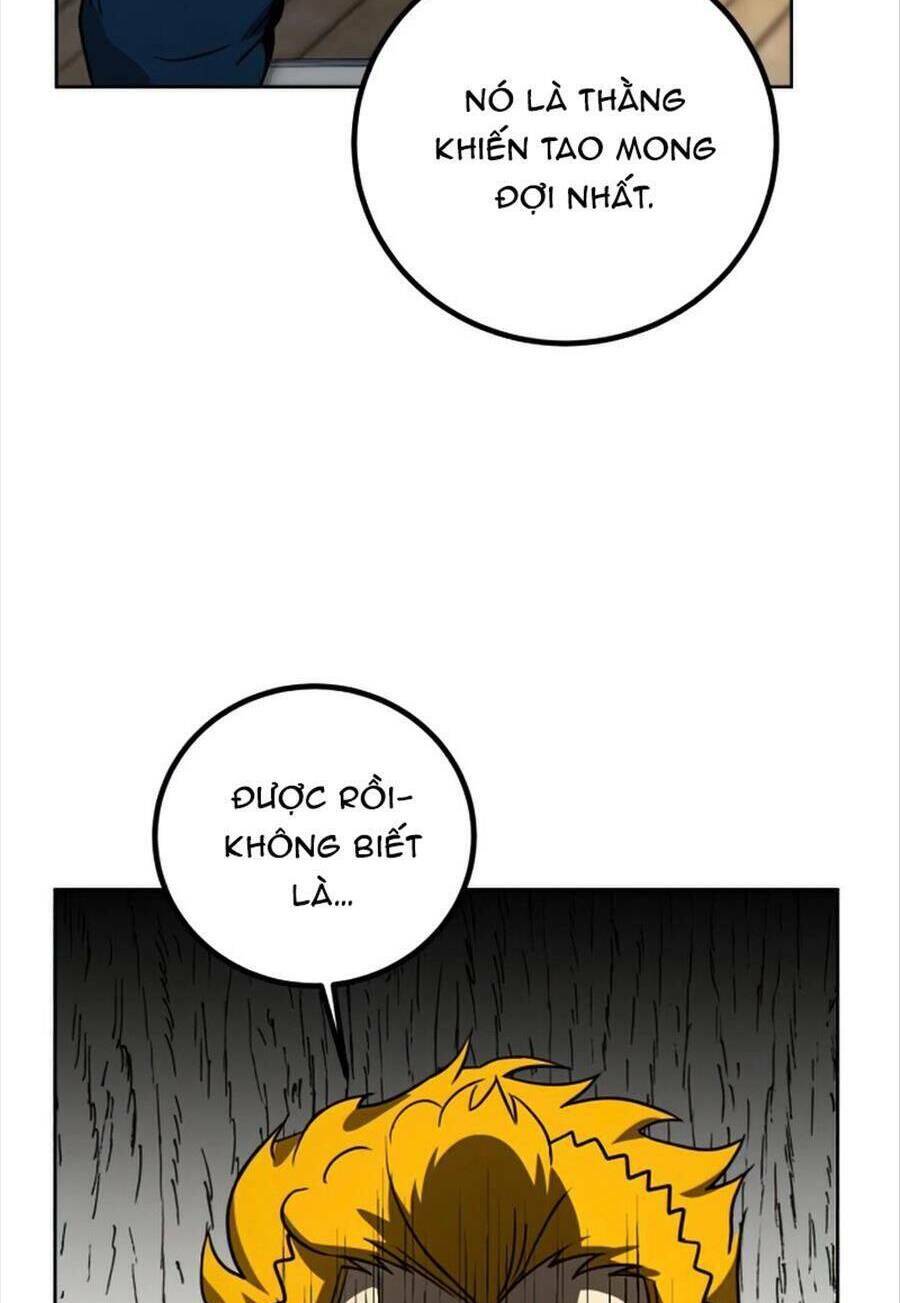 NÓ LÀ THẰNG
KHIẾN TAO MONG
ĐỢI NHẤT.
ĐƯỢC RỒI-
KHÔNG BIẾT
LÀ...